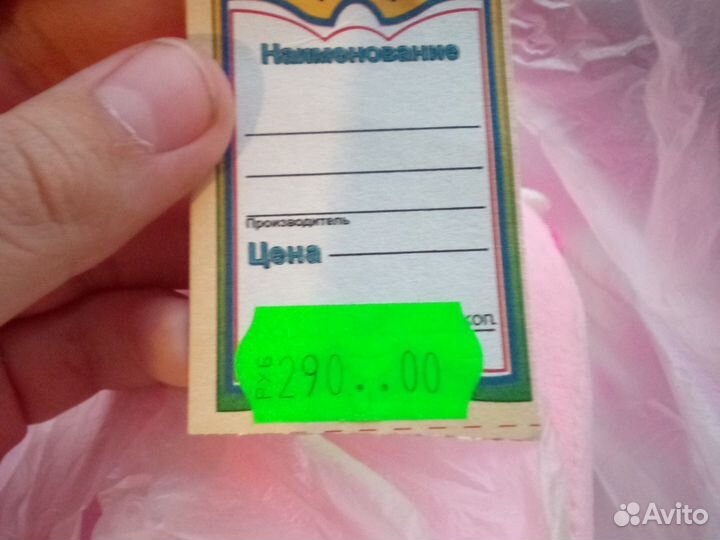 Наименование
Производитель
Цена
коп.
РУБ 290..00
Avito